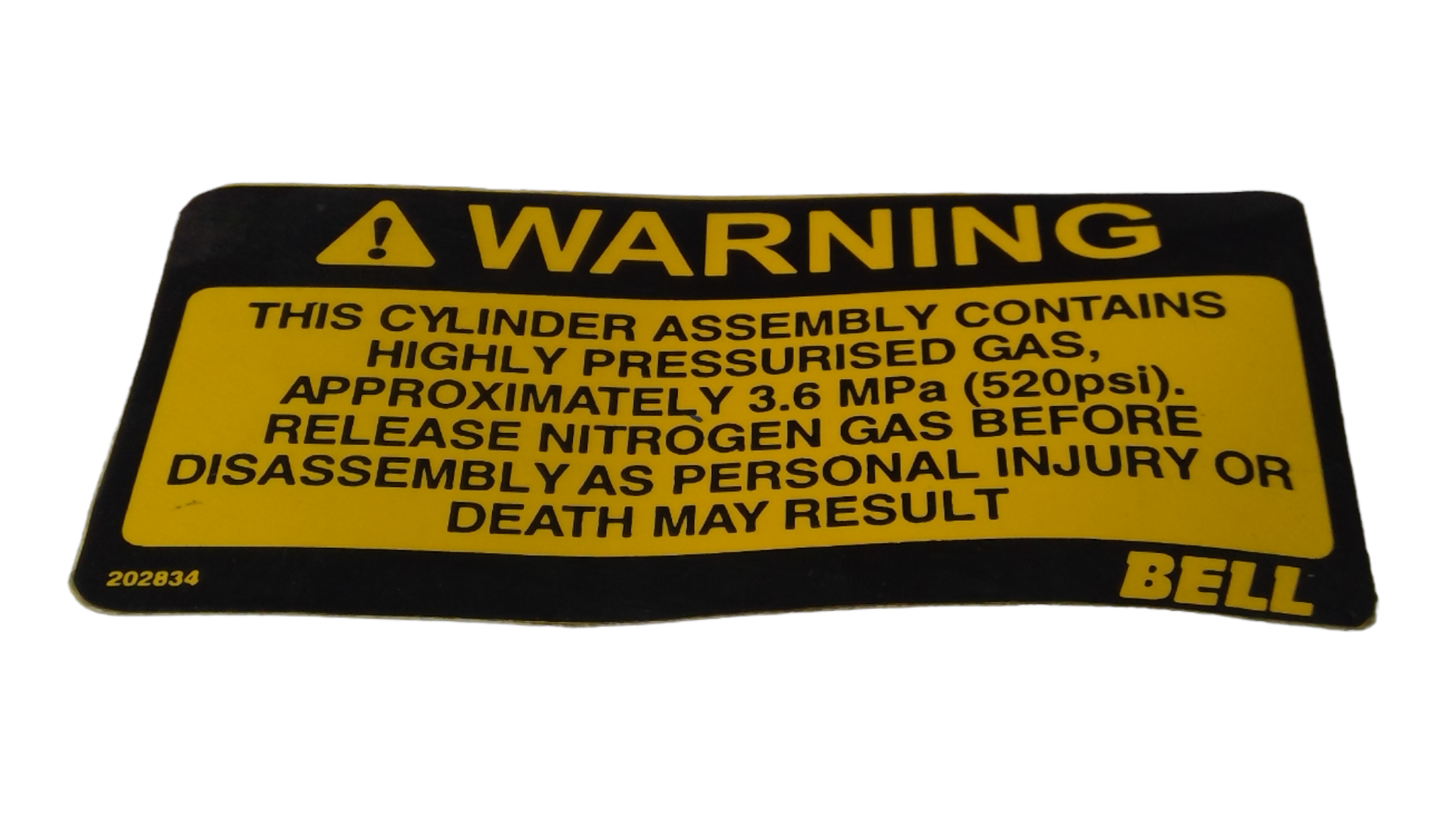 WARNING
THIS CYLINDER ASSEMBLY CONTAINS
HIGHLY PRESSURISED GAS,
APPROXIMATELY 3.6 MPa (520psi).
RELEASE NITROGEN GAS BEFORE
DISASSEMBLY AS PERSONAL INJURY OR
DEATH MAY RESULT
202834
BELL